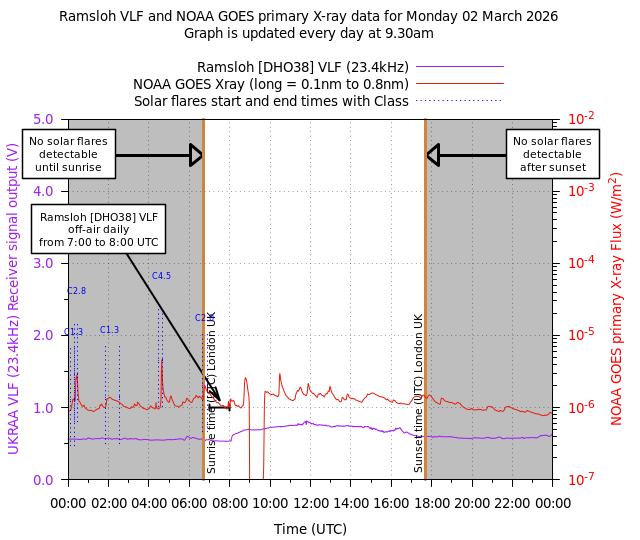 Ramsloh VLF and NOAA GOES primary X-ray data for Monday 02 March 2026
Graph is updated every day at 9.30am
Ramsloh [DHO38] VLF (23.4kHz)
NOAA GOES Xray (long = 0.1nm to 0.8nm)
Solar flares start and end times with Class
5.0
4.0
3.0
2.0
1.0
0.0
UKRAA VLF (23.4kHz) Receiver signal output (V)
No solar flares
detectable
until sunrise
No solar flares
detectable
after sunset
Ramsloh [DHO38] VLF
off-air daily
from 7:00 to 8:00 UTC
C2.8
C1.3
C1.3
C4.5
Sunrise time (UTC) London UK
Sunset time (UTC) London UK
10-2
10-3
10-4
10-5
10-6
10-7
NOAA GOES primary X-ray Flux (W/m2)
00:00 02:00 04:00 06:00 08:00 10:00 12:00 14:00 16:00 18:00 20:00 22:00 00:00
Time (UTC)